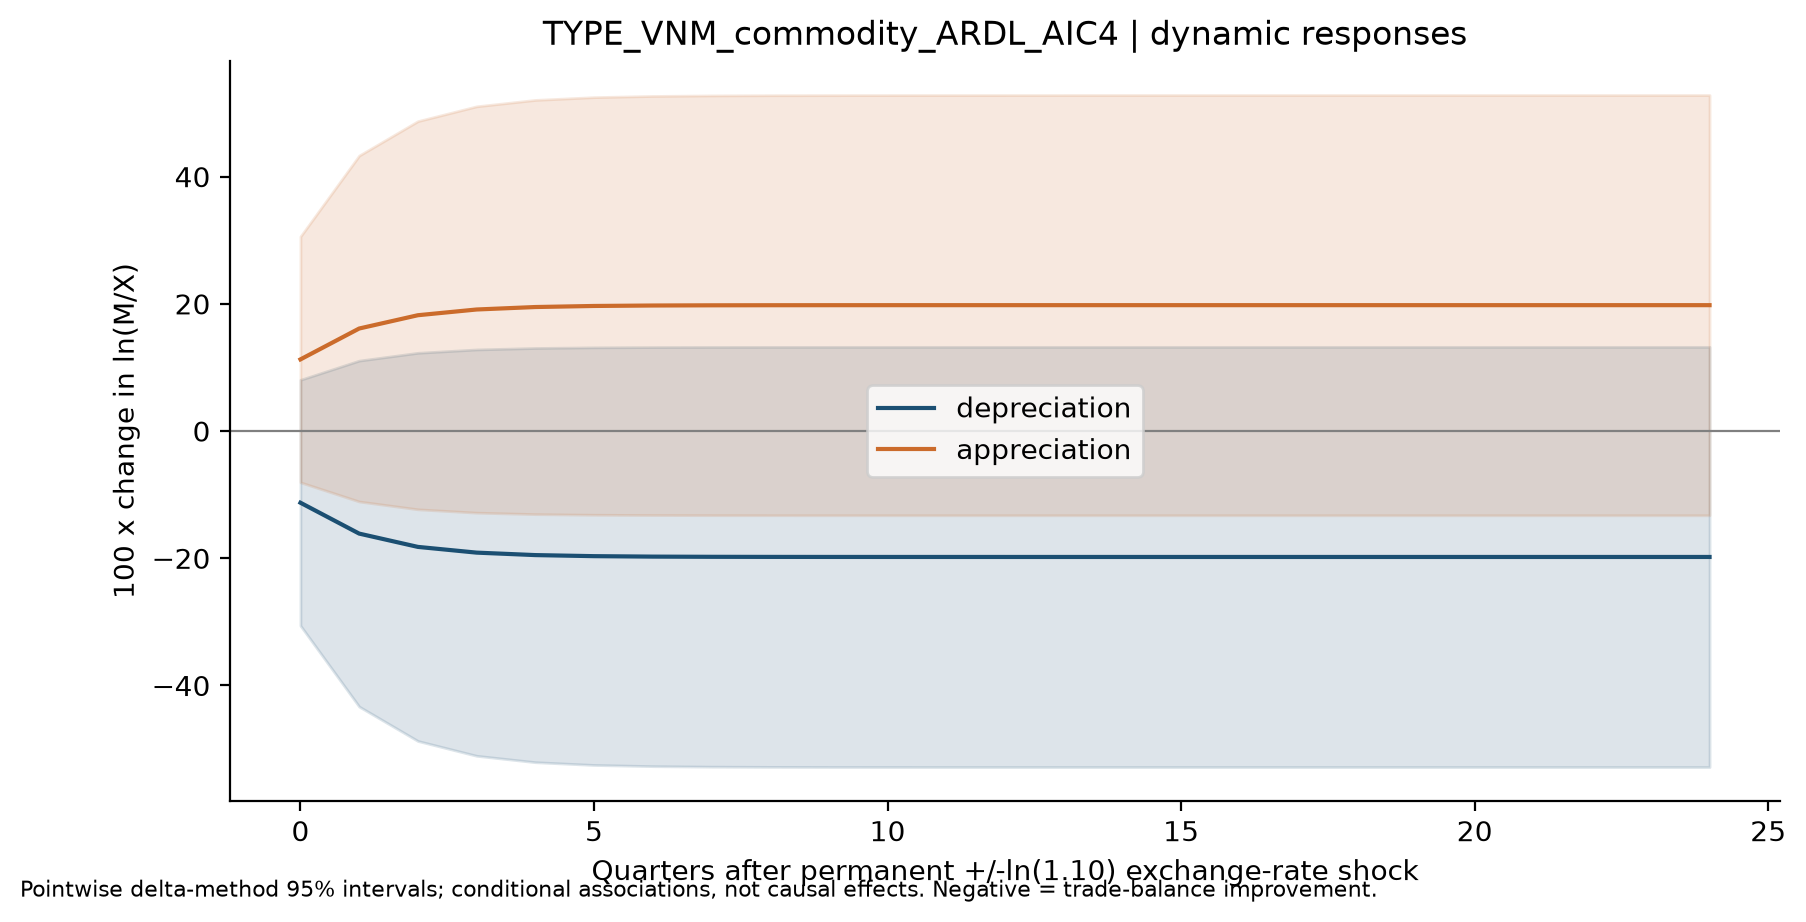 TYPE_VNM_commodity_ARDL_AIC4 | dynamic responses
100 x change in ln(M/X)
40
20
0
−20
−40
depreciation
appreciation
0 5 10 15 20 25
Quarters after permanent +/-ln(1.10) exchange-rate shock
Pointwise delta-method 95% intervals; conditional associations, not causal effects. Negative = trade-balance improvement.